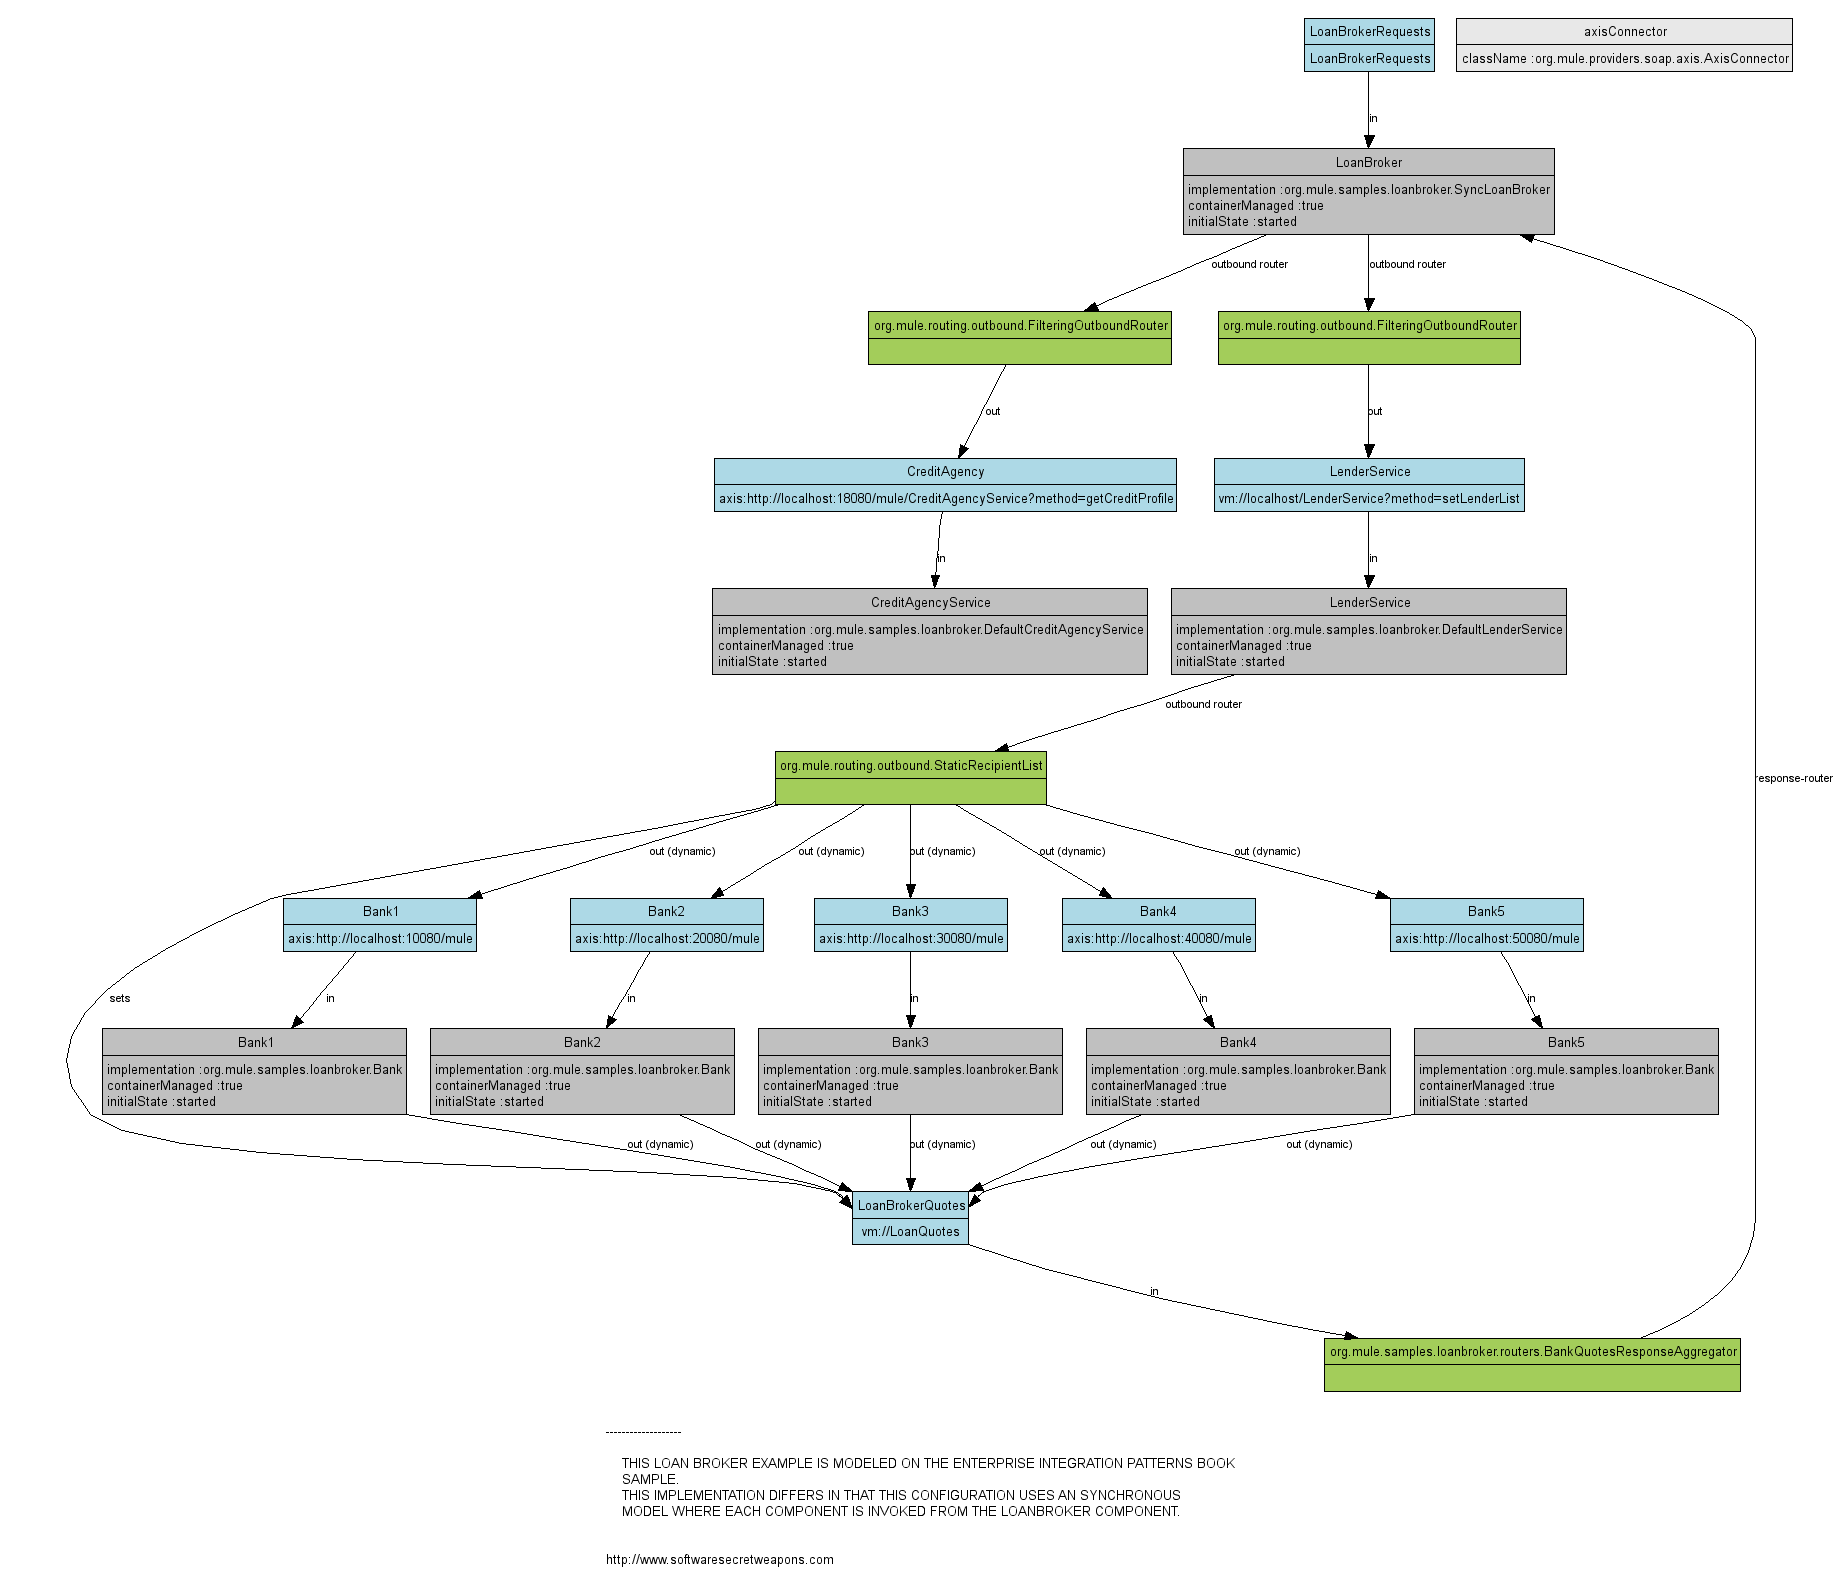 LoanBrokerRequests
LoanBrokerRequests
axisConnector
className :org.mule.providers.soap.axis.AxisConnector
in
LoanBroker
implementation :org.mule.samples.loanbroker.SyncLoanBroker
containerManaged :true
initialState :started
outbound router
outbound router
org.mule.routing.outbound.FilteringOutboundRouter
org.mule.routing.outbound.FilteringOutboundRouter
out
out
CreditAgency
axis:http://localhost:18080/mule/CreditAgencyService?method=getCreditProfile
LenderService
vm://localhost/LenderService?method=setLenderList
in
in
CreditAgencyService
implementation :org.mule.samples.loanbroker.DefaultCreditAgencyService
containerManaged :true
initialState :started
LenderService
implementation :org.mule.samples.loanbroker.DefaultLenderService
containerManaged :true
initialState :started
outbound router
org.mule.routing.outbound.StaticRecipientList
response-router
out (dynamic)
out (dynamic)
out (dynamic)
out (dynamic)
out (dynamic)
Bank1
axis:http://localhost:10080/mule
Bank2
axis:http://localhost:20080/mule
Bank3
axis:http://localhost:30080/mule
Bank4
axis:http://localhost:40080/mule
Bank5
axis:http://localhost:50080/mule
sets
in
in
in
in
in
Bank1
implementation :org.mule.samples.loanbroker.Bank
containerManaged :true
initialState :started
Bank2
implementation :org.mule.samples.loanbroker.Bank
containerManaged :true
initialState :started
Bank3
implementation :org.mule.samples.loanbroker.Bank
containerManaged :true
initialState :started
Bank4
implementation :org.mule.samples.loanbroker.Bank
containerManaged :true
initialState :started
Bank5
implementation :org.mule.samples.loanbroker.Bank
containerManaged :true
initialState :started
out (dynamic)
out (dynamic)
out (dynamic)
out (dynamic)
out (dynamic)
LoanBrokerQuotes
vm://LoanQuotes
in
org.mule.samples.loanbroker.routers.BankQuotesResponseAggregator
-------------------
THIS LOAN BROKER EXAMPLE IS MODELED ON THE ENTERPRISE INTEGRATION PATTERNS BOOK
SAMPLE.
THIS IMPLEMENTATION DIFFERS IN THAT THIS CONFIGURATION USES AN SYNCHRONOUS
MODEL WHERE EACH COMPONENT IS INVOKED FROM THE LOANBROKER COMPONENT.
http://www.softwaresecretweapons.com